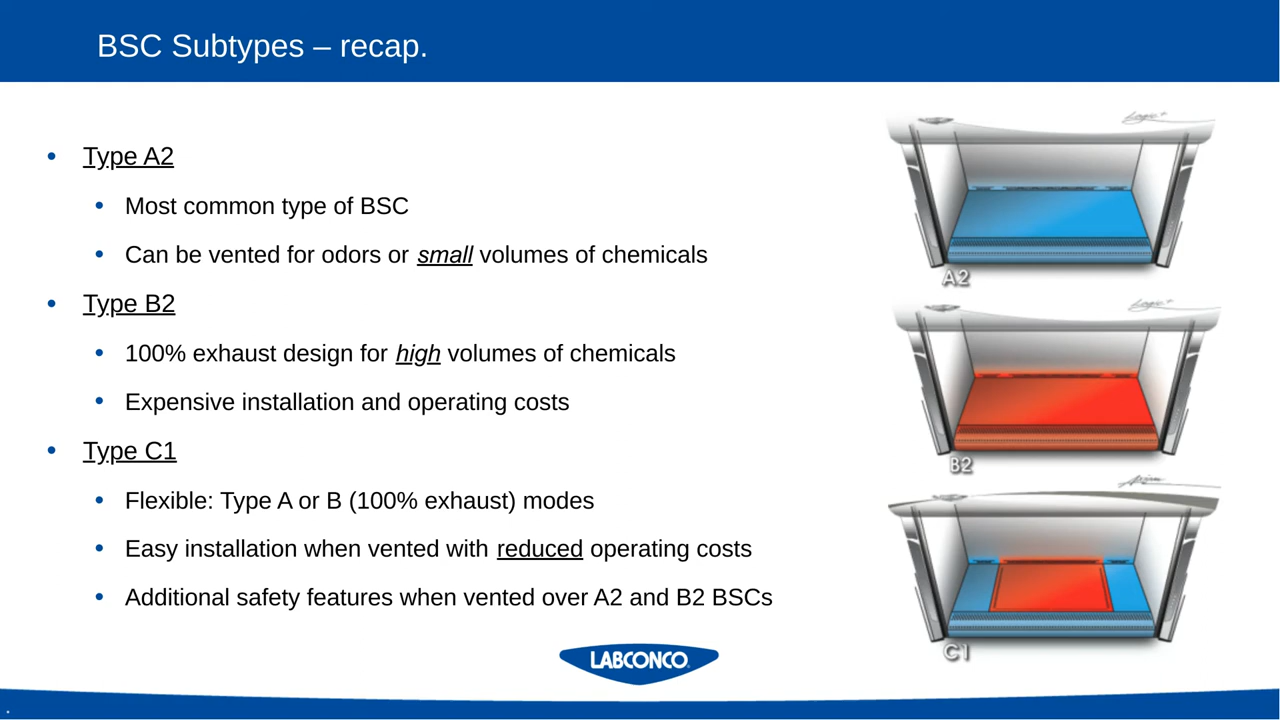 BSC Subtypes – recap.
• Type A2
• Most common type of BSC
• Can be vented for odors or small volumes of chemicals
• Type B2
• 100% exhaust design for high volumes of chemicals
• Expensive installation and operating costs
• Type C1
• Flexible: Type A or B (100% exhaust) modes
• Easy installation when vented with reduced operating costs
• Additional safety features when vented over A2 and B2 BSCs
Logic+
A2
Logic+
B2
Axiom
C1
LABCONCO